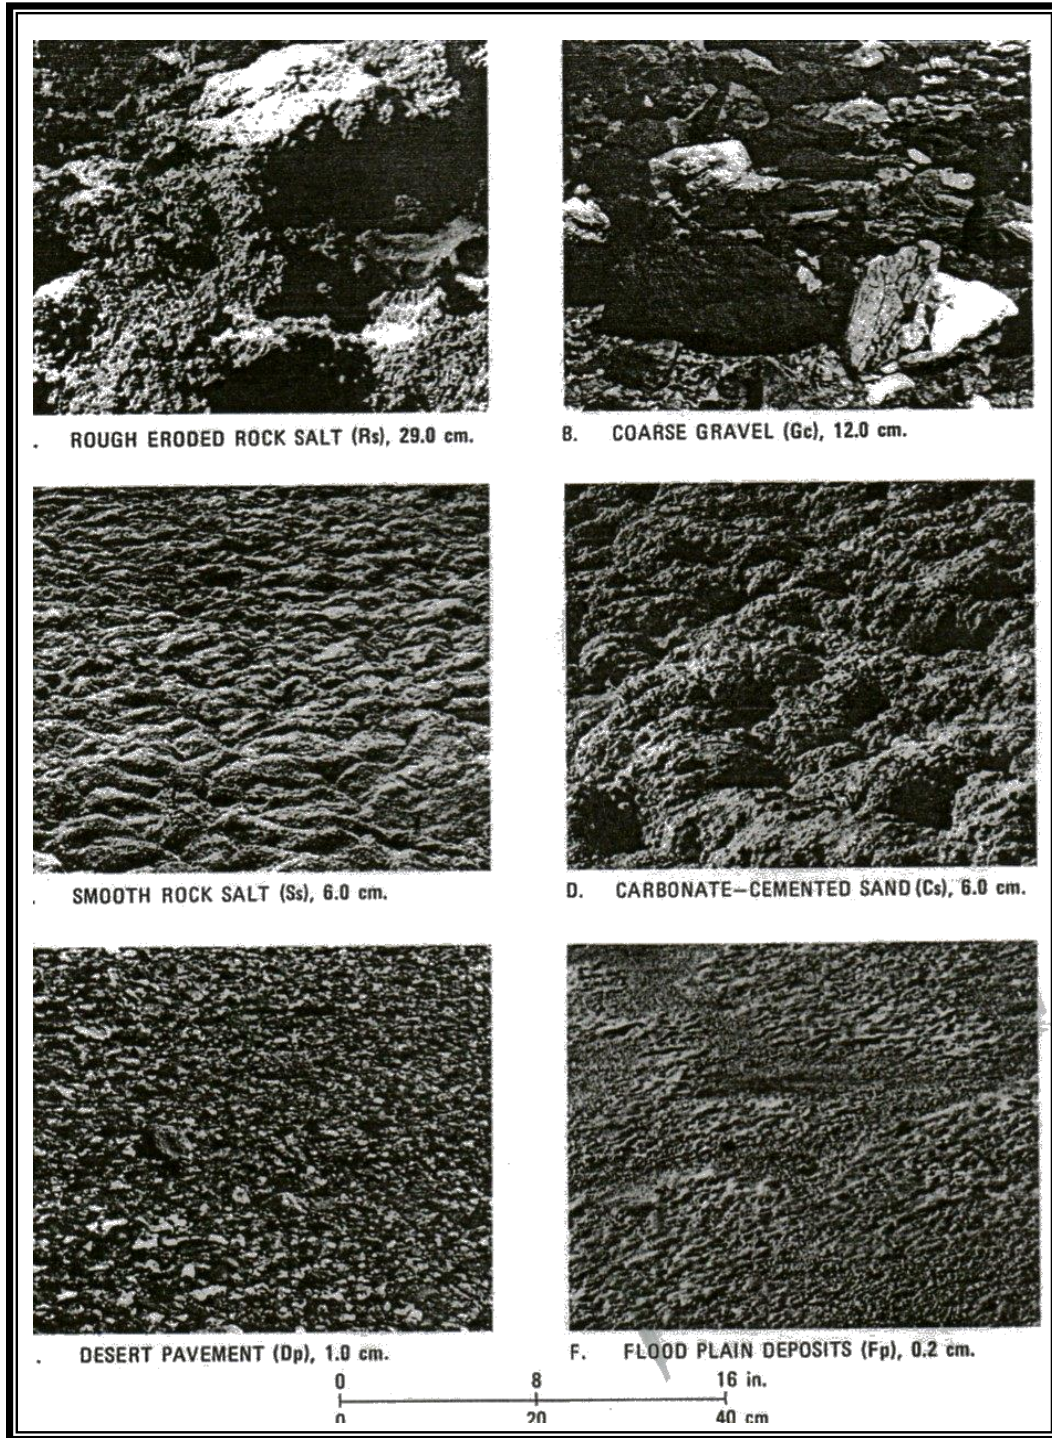 . ROUGH ERODED ROCK SALT (Rs), 29.0 cm.
B. COARSE GRAVEL (Gc), 12.0 cm.
. SMOOTH ROCK SALT (Ss), 6.0 cm.
D. CARBONATE-CEMENTED SAND (Cs), 6.0 cm.
. DESERT PAVEMENT (Dp), 1.0 cm.
F. FLOOD PLAIN DEPOSITS (Fp), 0.2 cm.
0 8 16 in.
0 20 40 cm